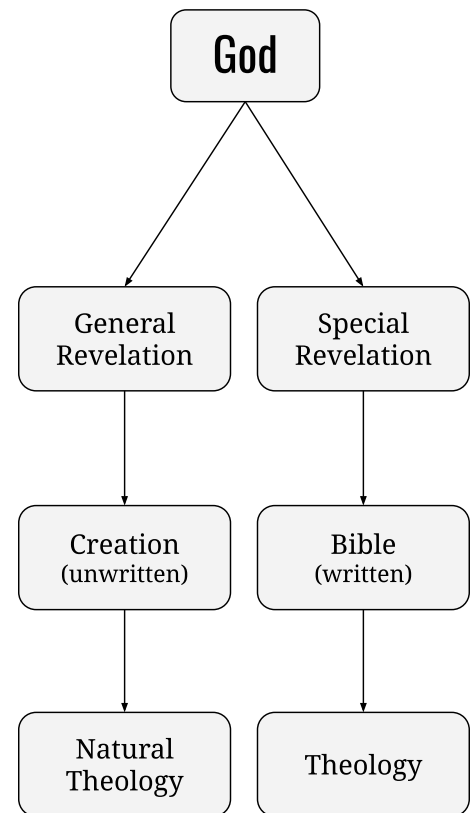 God
General
Revelation
Special
Revelation
Creation
(unwritten)
Bible
(written)
Natural
Theology
Theology